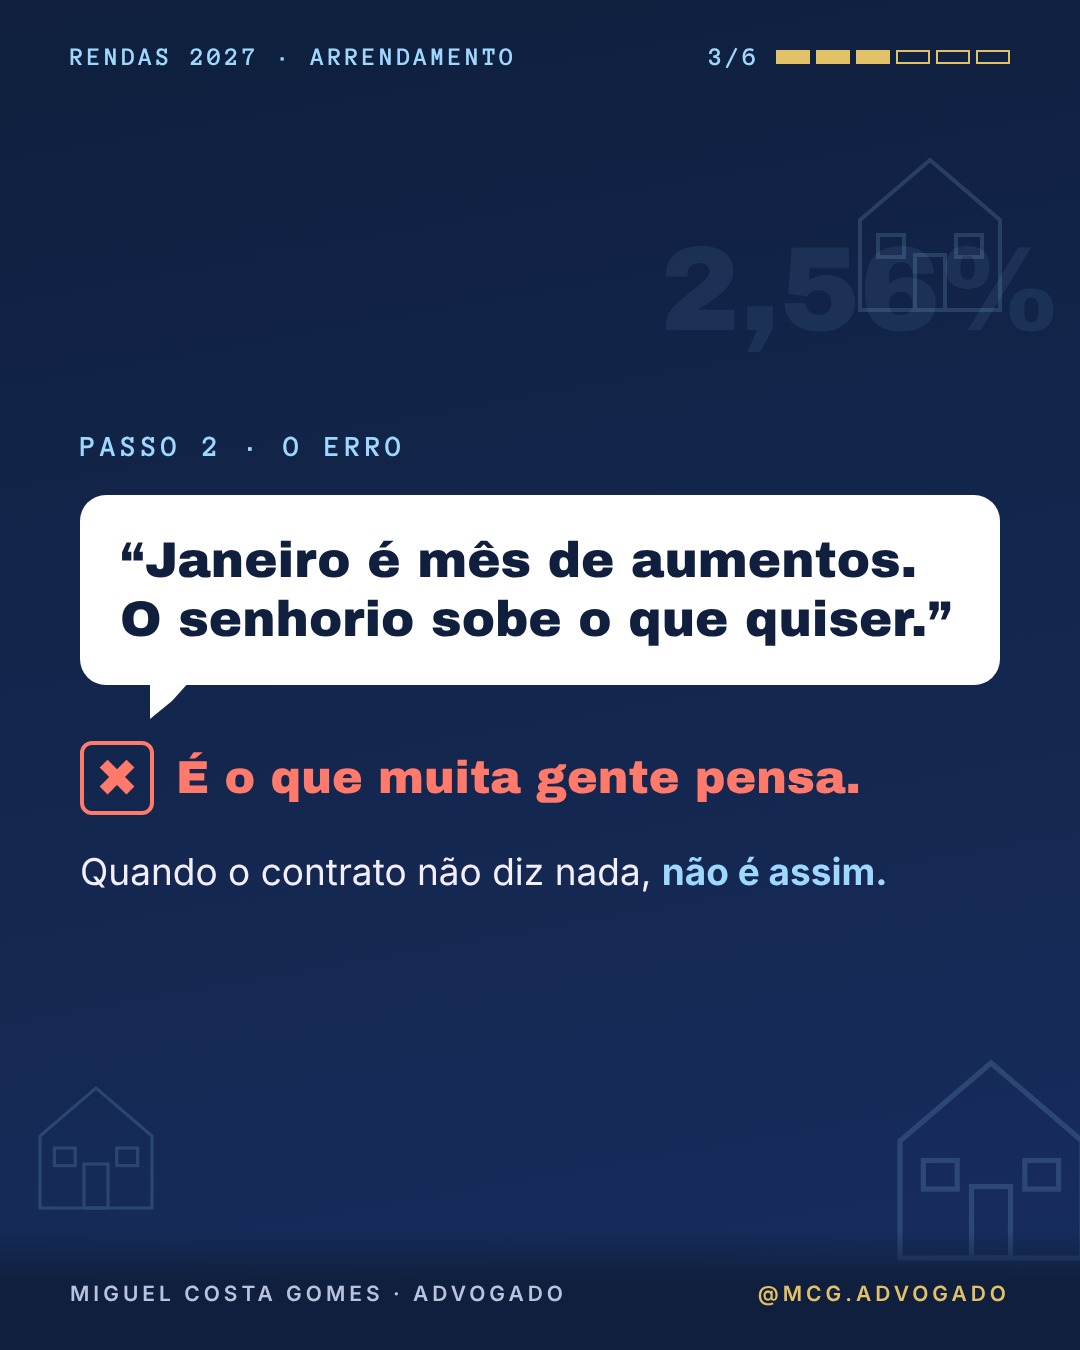 RENDAS 2027 · ARRENDAMENTO
3/6
2,56%
PASSO 2 · O ERRO
“Janeiro é mês de aumentos.
O senhorio sobe o que quiser.”
É o que muita gente pensa.
Quando o contrato não diz nada, não é assim.
MIGUEL COSTA GOMES · ADVOGADO
@MCG.ADVOGADO